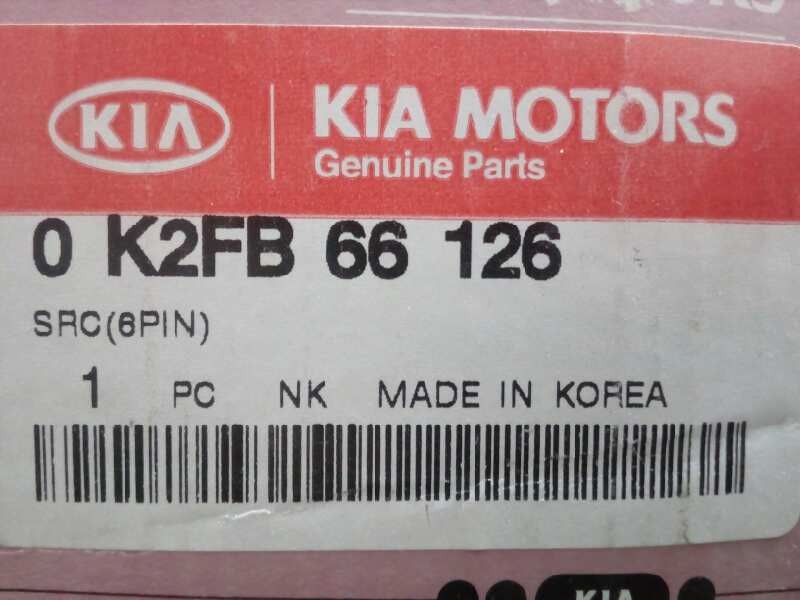 KIA
KIA MOTORS
Genuine Parts
0 K2FB 66 126
SRC(6PIN)
1 PC NK MADE IN KOREA
KIA